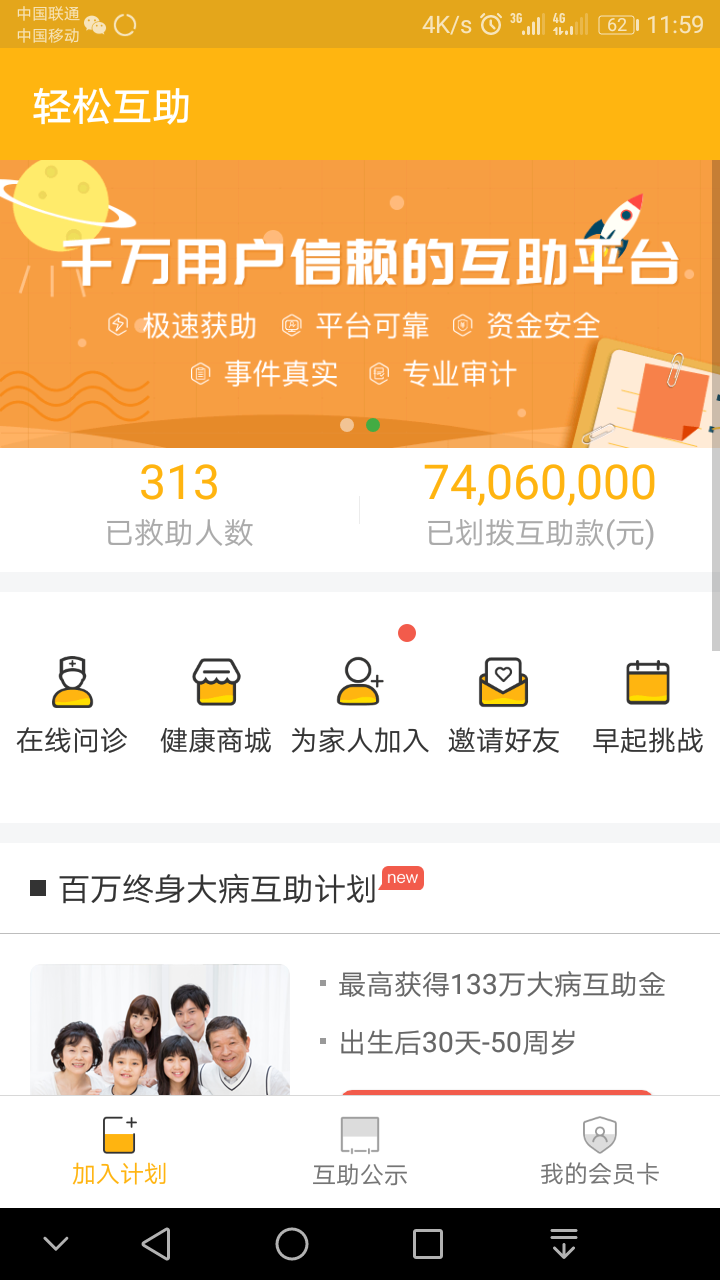 中国联通
中国移动
4K/s 3G 4G 62 11:59
轻松互助
千万用户信赖的互助平台
极速获助 平台可靠 资金安全
事件真实 专业审计
313 74,060,000
已救助人数 已划拨互助款(元)
在线问诊 健康商城 为家人加入 邀请好友 早起挑战
百万终身大病互助计划 new
最高获得133万大病互助金
出生后30天-50周岁
加入计划 互助公示 我的会员卡